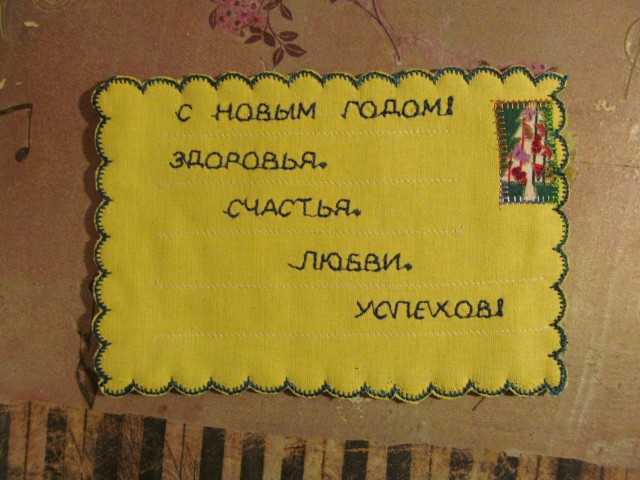 С НОВЫМ ГОДОМ!
ЗДОРОВЬЯ.
СЧАСТЬЯ.
ЛЮБВИ.
УСПЕХОВ!